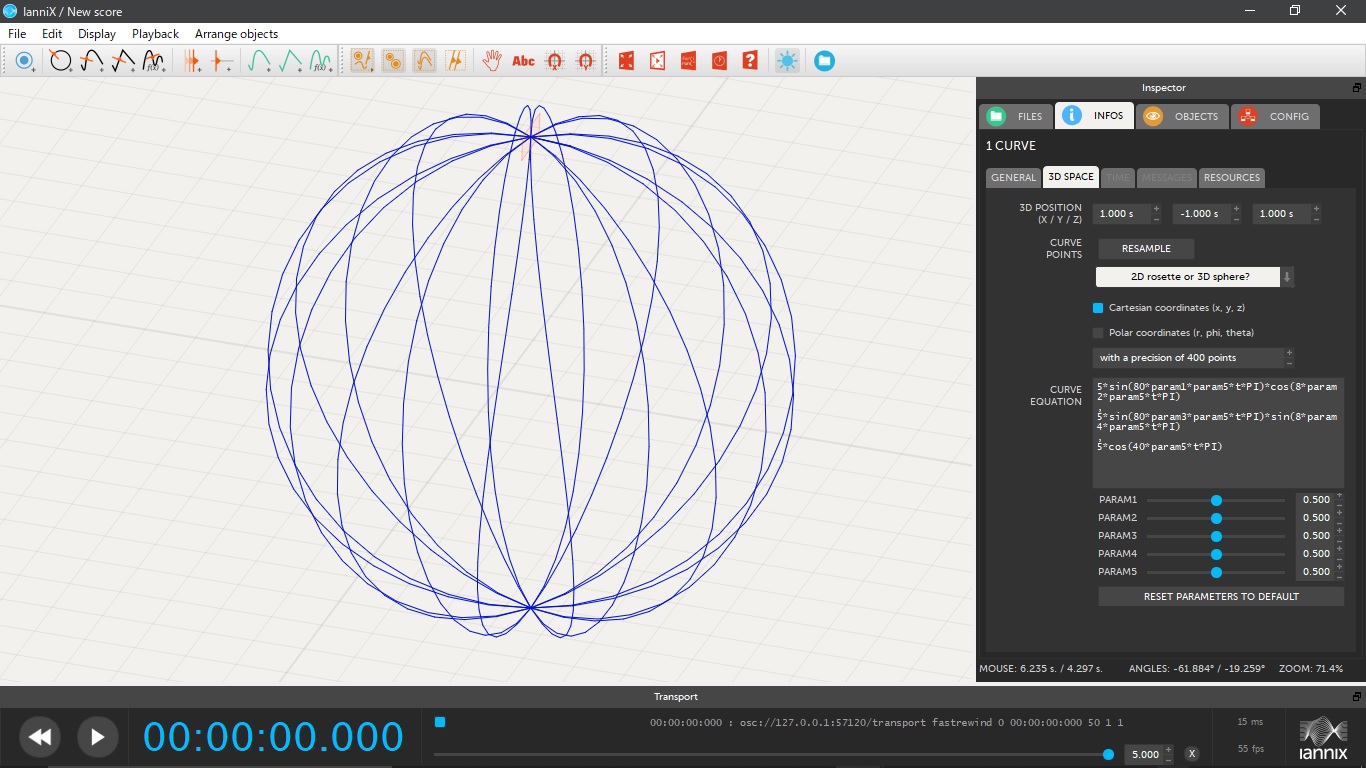 IanniX / New score
File Edit Display Playback Arrange objects
f(x) Abc f(x) ?
Inspector
FILES INFOS OBJECTS CONFIG
1 CURVE
GENERAL 3D SPACE TIME MESSAGES RESOURCES
3D POSITION
(X / Y / Z)
1.000 s -1.000 s 1.000 s
CURVE
POINTS
RESAMPLE
2D rosette or 3D sphere?
Cartesian coordinates (x, y, z)
Polar coordinates (r, phi, theta)
with a precision of 400 points
CURVE
EQUATION
5*sin(80*param1*param5*t*PI)*cos(8*param
2*param5*t*PI)
,
5*sin(80*param3*param5*t*PI)*sin(8*param
4*param5*t*PI)
,
5*cos(40*param5*t*PI)
PARAM1 0.500
PARAM2 0.500
PARAM3 0.500
PARAM4 0.500
PARAM5 0.500
RESET PARAMETERS TO DEFAULT
MOUSE: 6.235 s. / 4.297 s. ANGLES: -61.884° / -19.259° ZOOM: 71.4%
Transport
00:00:00.000
00:00:00:000 : osc://127.0.0.1:57120/transport fastrewind 0 00:00:00:000 50 1 1
5.000 X
15 ms
55 fps
ianniX